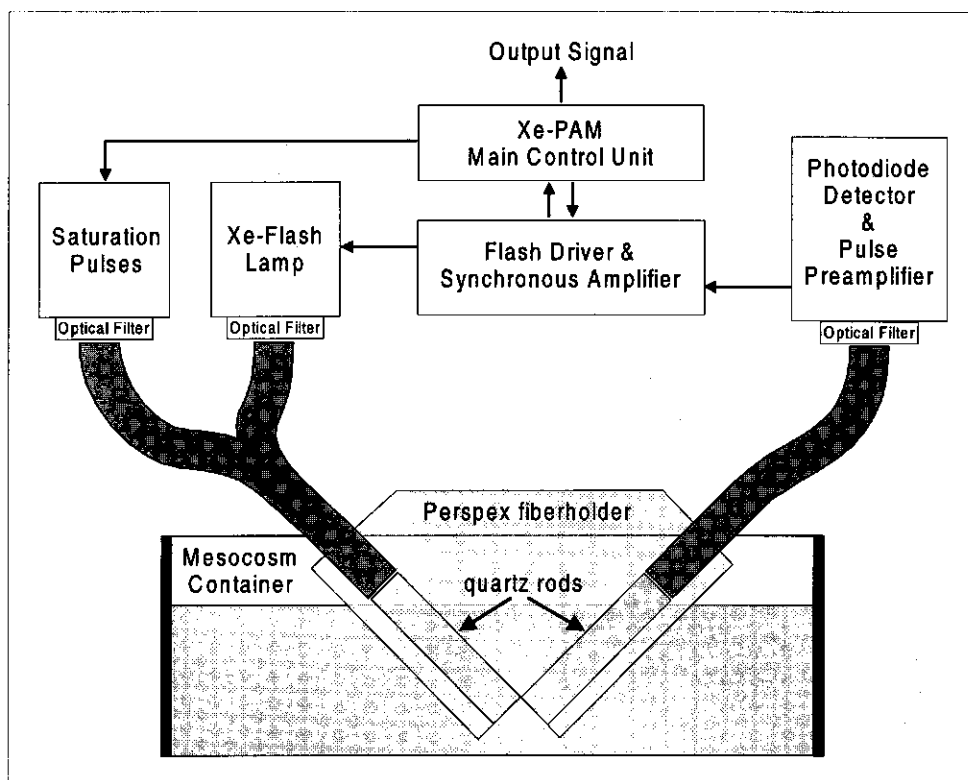 Output Signal
Xe-PAM
Main Control Unit
Photodiode
Detector
&
Pulse
Preamplifier
Saturation
Pulses
Xe-Flash
Lamp
Flash Driver &
Synchronous Amplifier
Optical Filter
Optical Filter
Optical Filter
Perspex fiberholder
Mesocosm
Container
quartz rods